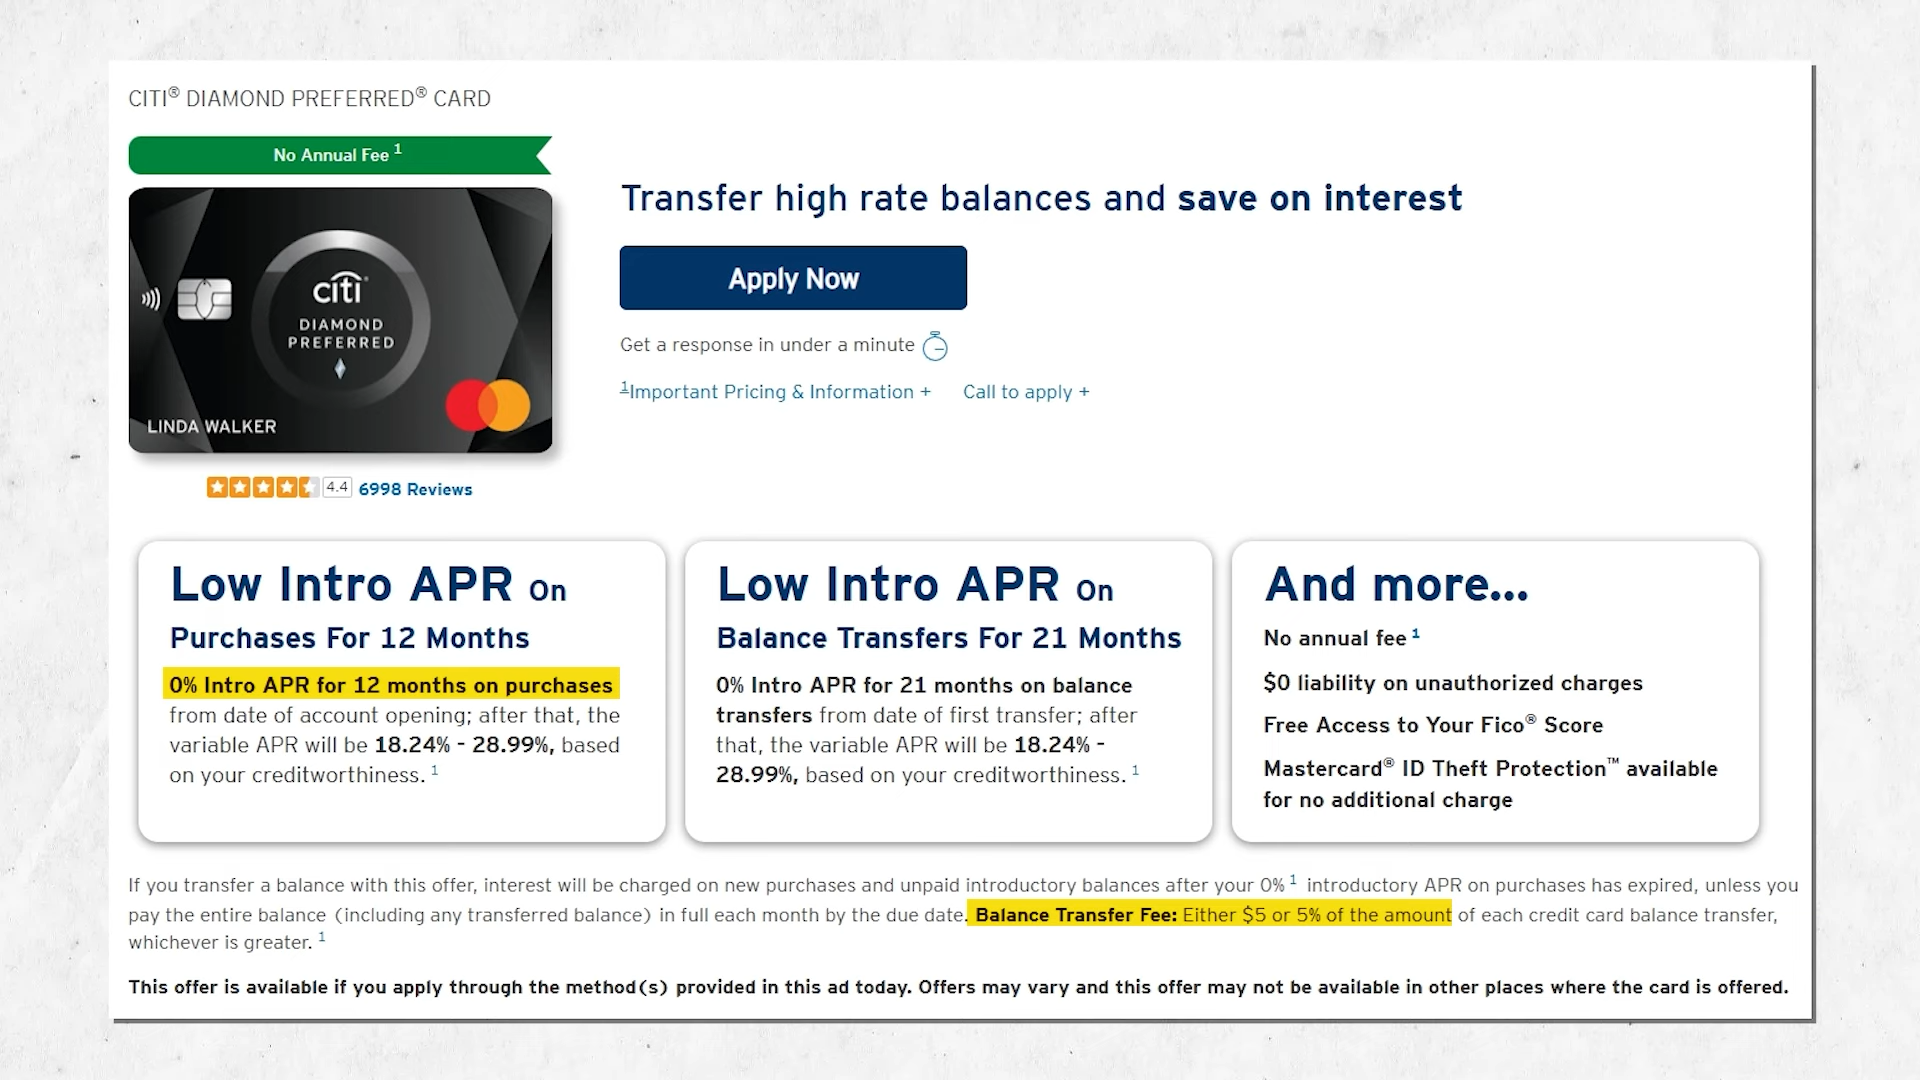 CITI® DIAMOND PREFERRED® CARD
No Annual Fee 1
citi
DIAMOND
PREFERRED
LINDA WALKER
4.4 6998 Reviews
Transfer high rate balances and save on interest
Apply Now
Get a response in under a minute
1Important Pricing & Information + Call to apply +
Low Intro APR On
Purchases For 12 Months
0% Intro APR for 12 months on purchases
from date of account opening; after that, the
variable APR will be 18.24% - 28.99%, based
on your creditworthiness. 1
Low Intro APR On
Balance Transfers For 21 Months
0% Intro APR for 21 months on balance
transfers from date of first transfer; after
that, the variable APR will be 18.24% -
28.99%, based on your creditworthiness. 1
And more...
No annual fee 1
$0 liability on unauthorized charges
Free Access to Your Fico® Score
Mastercard® ID Theft Protection™ available
for no additional charge
If you transfer a balance with this offer, interest will be charged on new purchases and unpaid introductory balances after your 0% 1 introductory APR on purchases has expired, unless you
pay the entire balance (including any transferred balance) in full each month by the due date. Balance Transfer Fee: Either $5 or 5% of the amount of each credit card balance transfer,
whichever is greater. 1
This offer is available if you apply through the method(s) provided in this ad today. Offers may vary and this offer may not be available in other places where the card is offered.